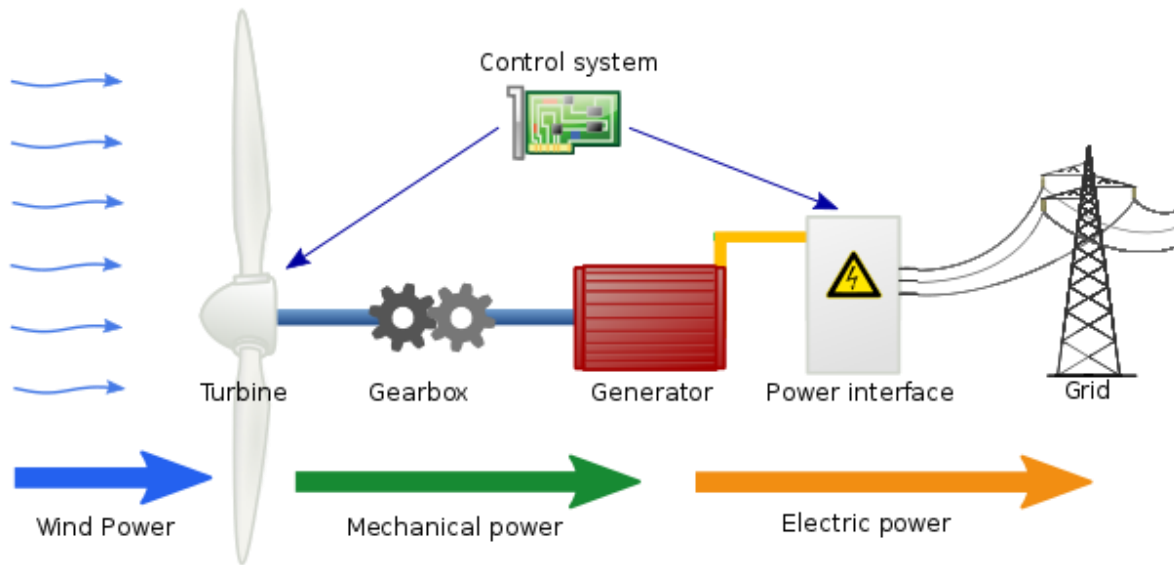 Control system
Turbine
Gearbox
Generator
Power interface
Grid
Wind Power
Mechanical power
Electric power